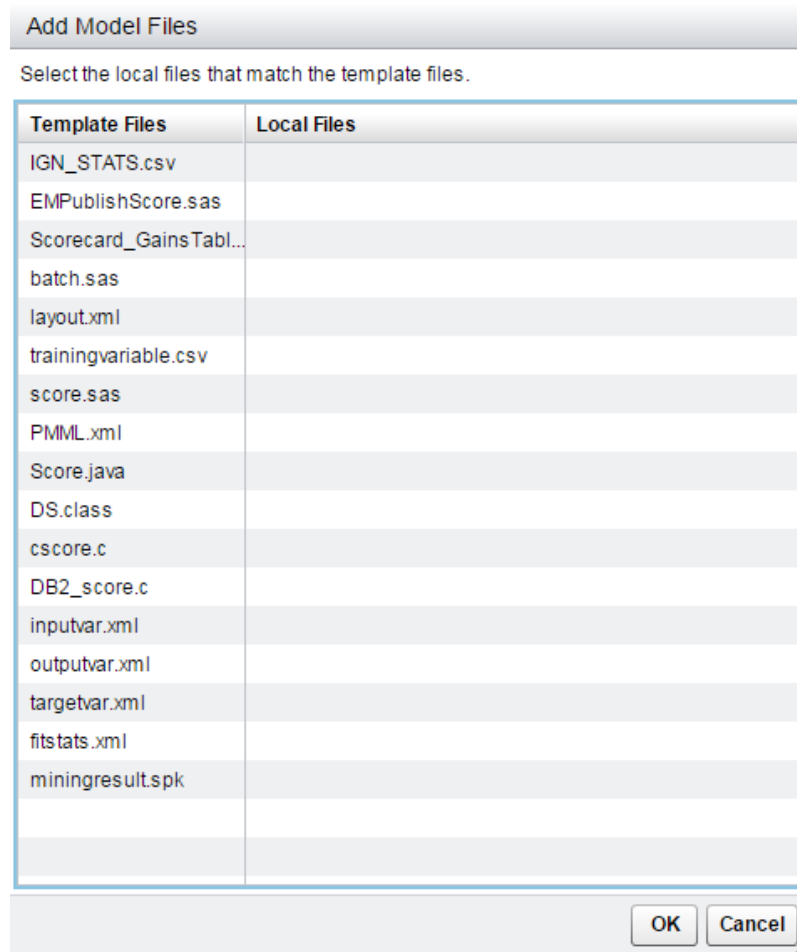 Add Model Files
Select the local files that match the template files.
Template Files Local Files
IGN_STATS.csv
EMPublishScore.sas
Scorecard_GainsTabl...
batch.sas
layout.xml
trainingvariable.csv
score.sas
PMML.xml
Score.java
DS.class
cscore.c
DB2_score.c
inputvar.xml
outputvar.xml
targetvar.xml
fitstats.xml
miningresult.spk
OK Cancel